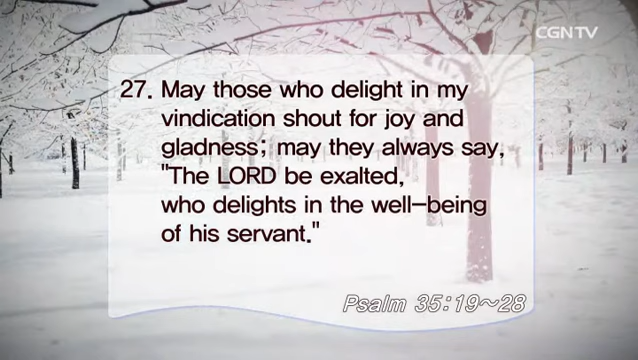 CGNTV
27. May those who delight in my
vindication shout for joy and
gladness; may they always say,
"The LORD be exalted,
who delights in the well-being
of his servant."
Psalm 35:19~28